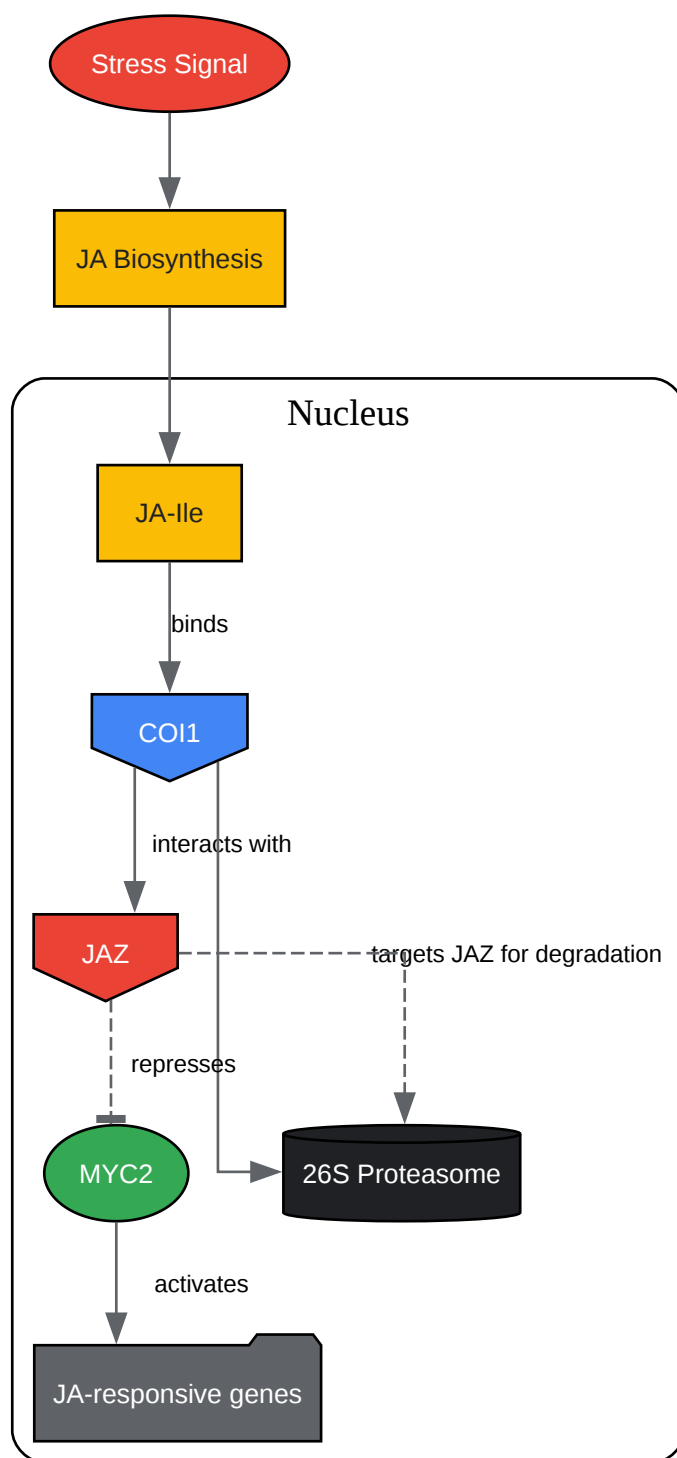 Stress Signal
JA Biosynthesis
Nucleus
JA-Ile
binds
COI1
interacts with
JAZ
targets JAZ for degradation
represses
MYC2
26S Proteasome
activates
JA-responsive genes